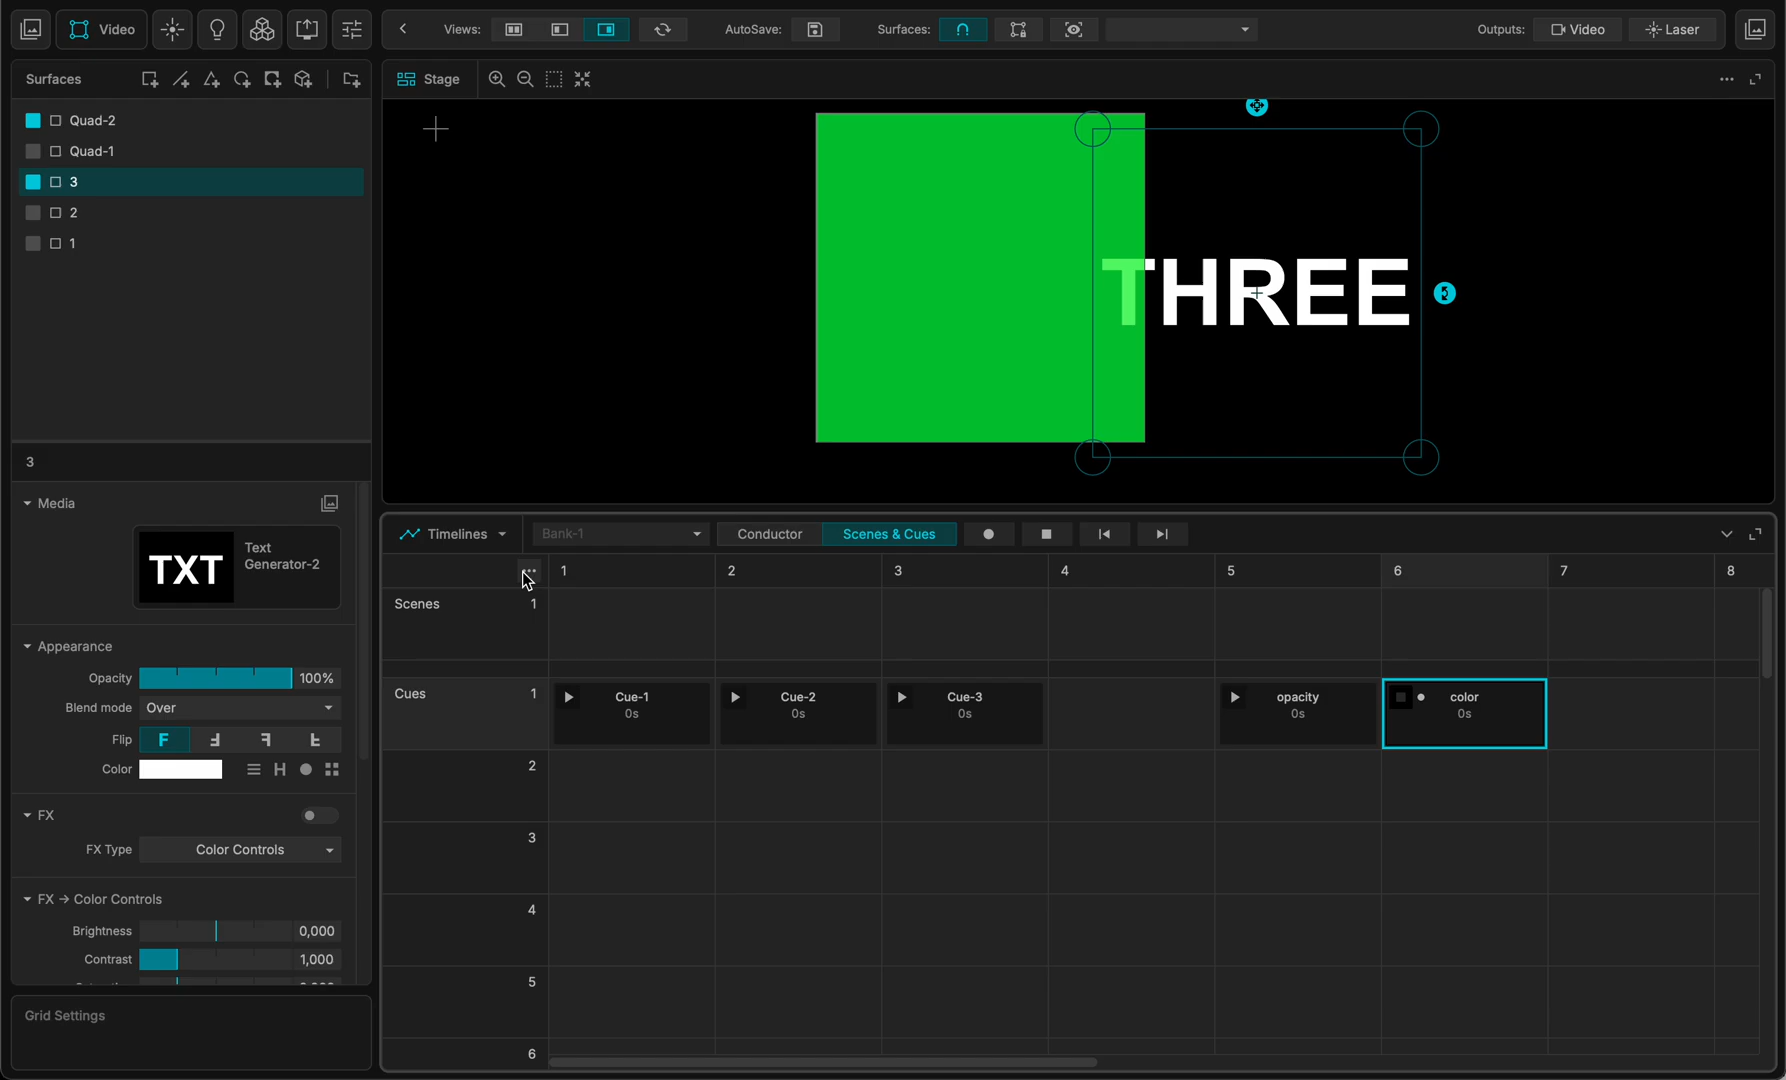 Video
Views:
AutoSave:
Surfaces:
Outputs:
Video
Laser
Surfaces
Stage
Quad-2
Quad-1
3
2
1
THREE
3
Media
TXT
Text
Generator-2
Appearance
Opacity 100%
Blend mode Over
Flip
Color
FX
FX Type Color Controls
FX → Color Controls
Brightness 0,000
Contrast 1,000
Grid Settings
Timelines
Bank-1
Conductor
Scenes & Cues
1 2 3 4 5 6 7 8
Scenes 1
Cues 1
Cue-1
0s
Cue-2
0s
Cue-3
0s
opacity
0s
color
0s
2
3
4
5
6